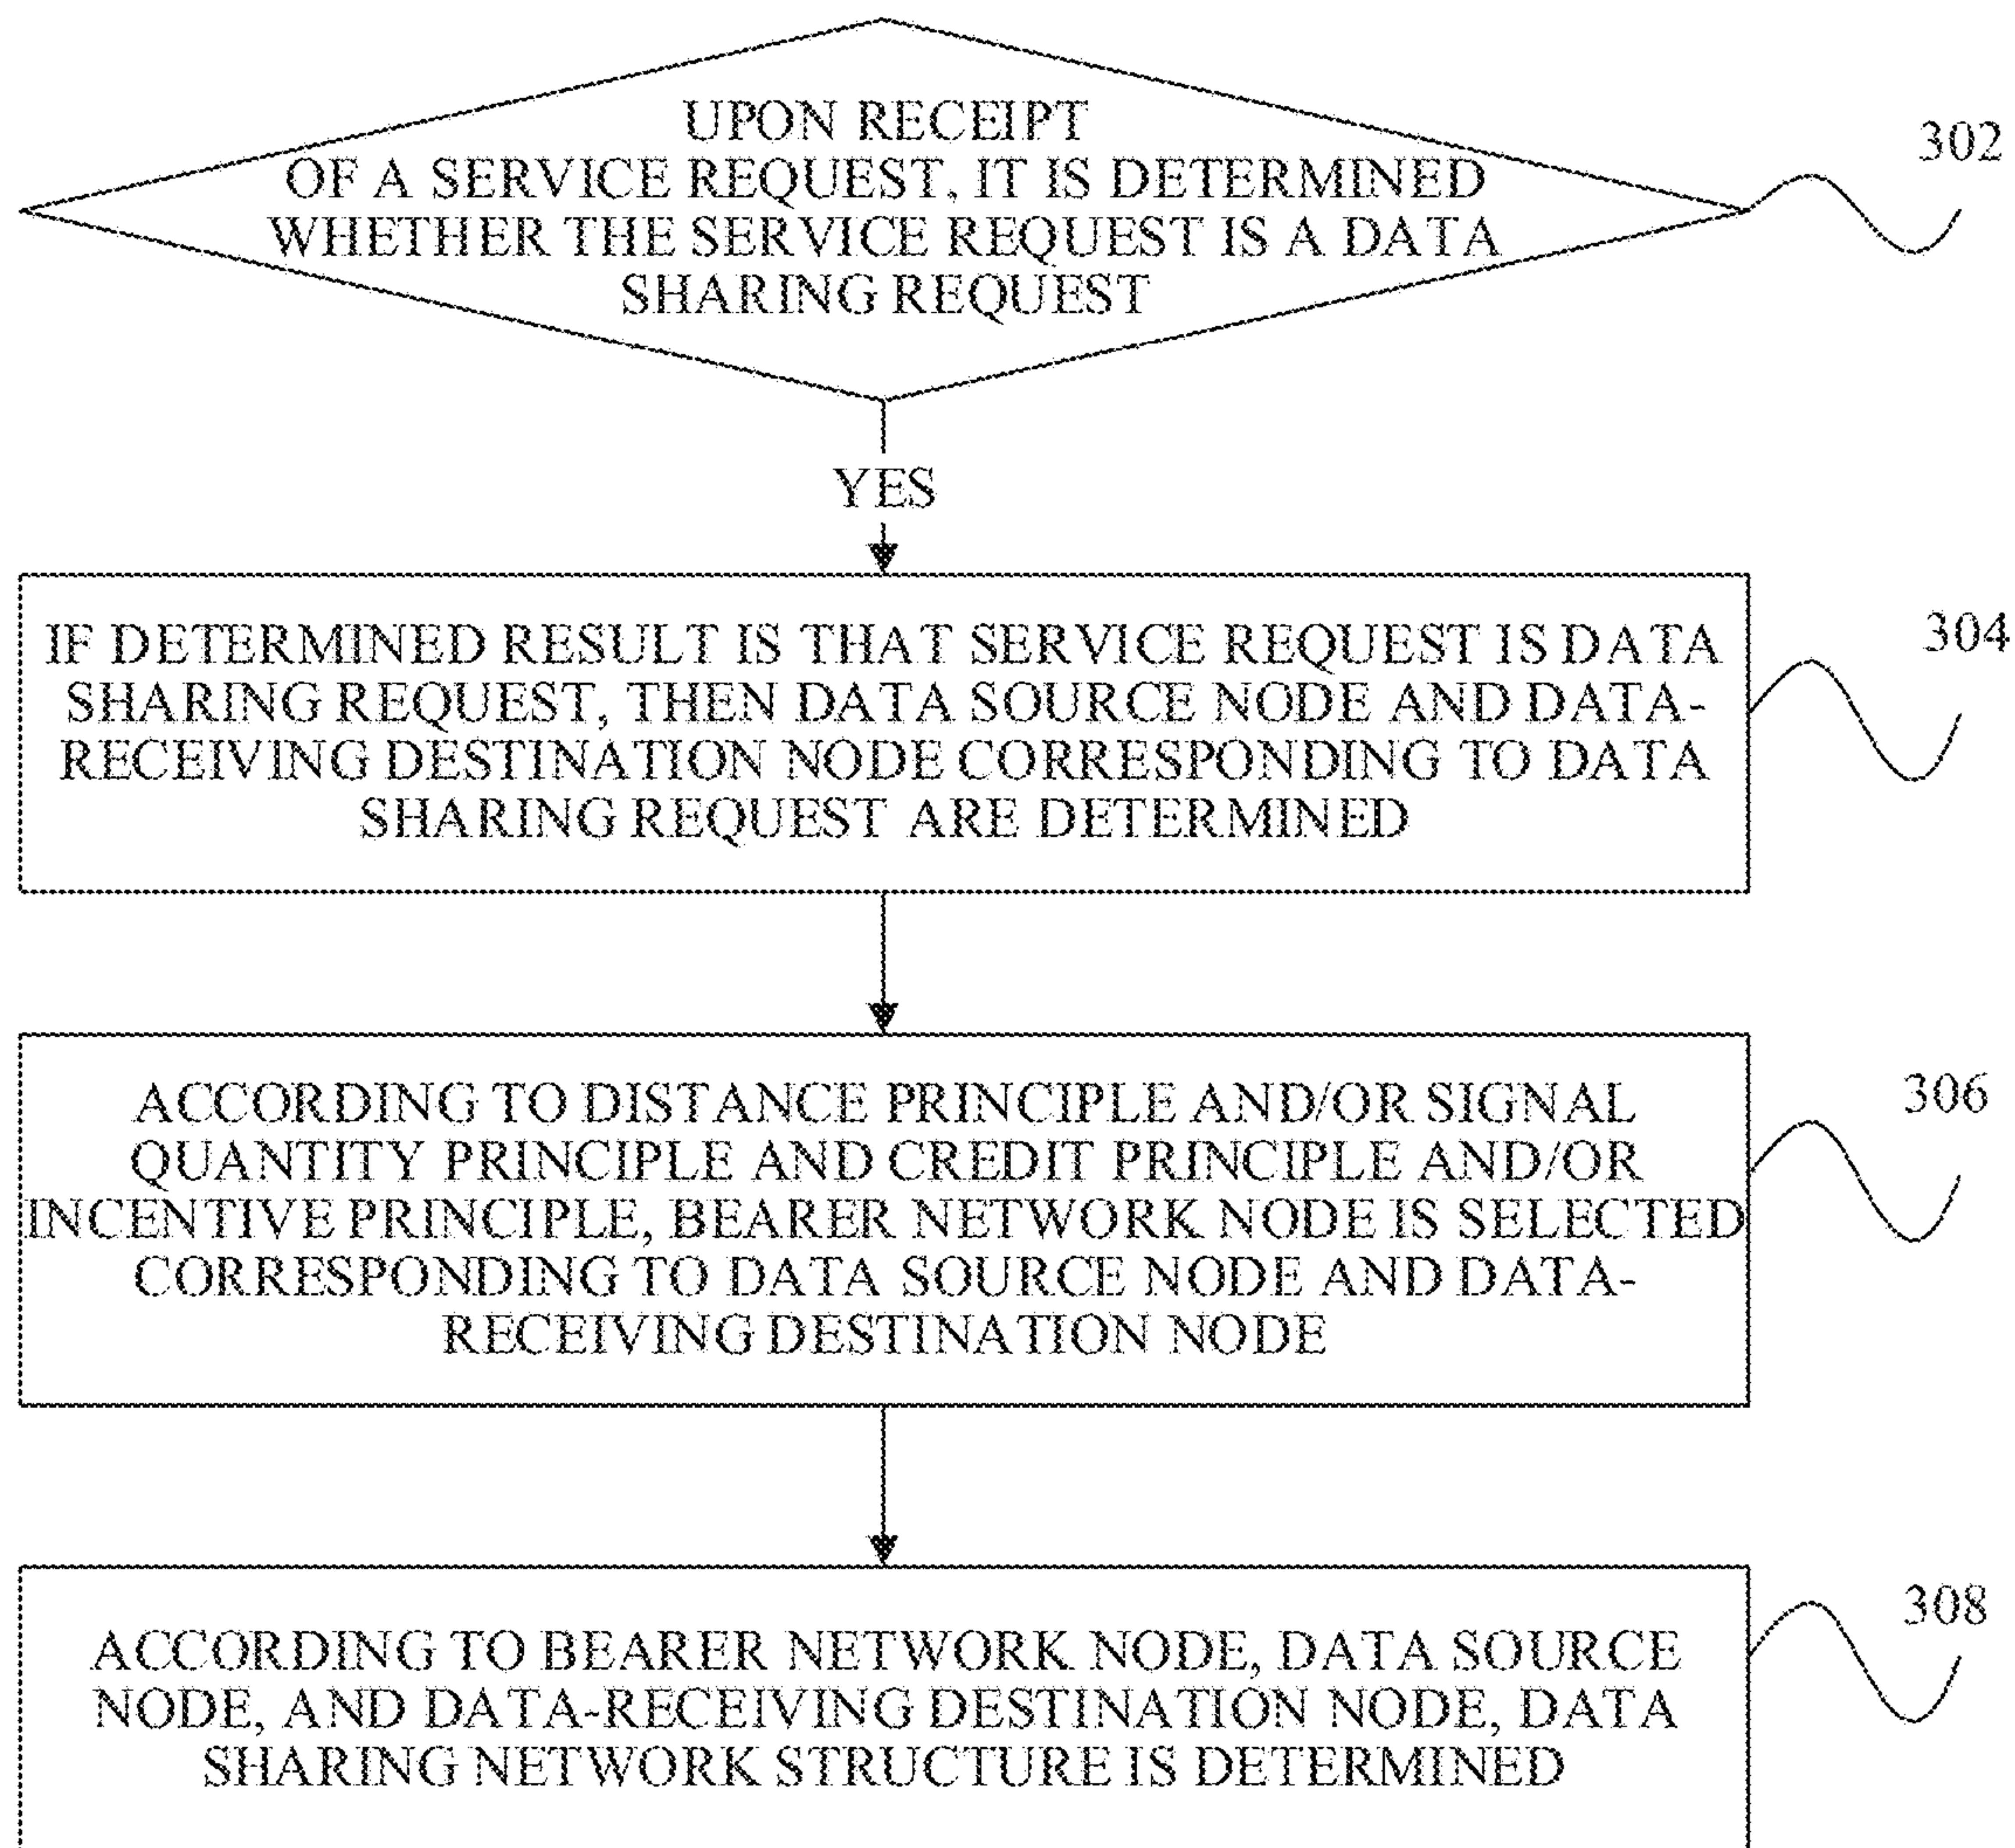 UPON RECEIPT
OF A SERVICE REQUEST, IT IS DETERMINED
WHETHER THE SERVICE REQUEST IS A DATA
SHARING REQUEST
302
YES
IF DETERMINED RESULT IS THAT SERVICE REQUEST IS DATA
SHARING REQUEST, THEN DATA SOURCE NODE AND DATA-
RECEIVING DESTINATION NODE CORRESPONDING TO DATA
SHARING REQUEST ARE DETERMINED
304
ACCORDING TO DISTANCE PRINCIPLE AND/OR SIGNAL
QUANTITY PRINCIPLE AND CREDIT PRINCIPLE AND/OR
INCENTIVE PRINCIPLE, BEARER NETWORK NODE IS SELECTED
CORRESPONDING TO DATA SOURCE NODE AND DATA-
RECEIVING DESTINATION NODE
306
ACCORDING TO BEARER NETWORK NODE, DATA SOURCE
NODE, AND DATA-RECEIVING DESTINATION NODE, DATA
SHARING NETWORK STRUCTURE IS DETERMINED
308